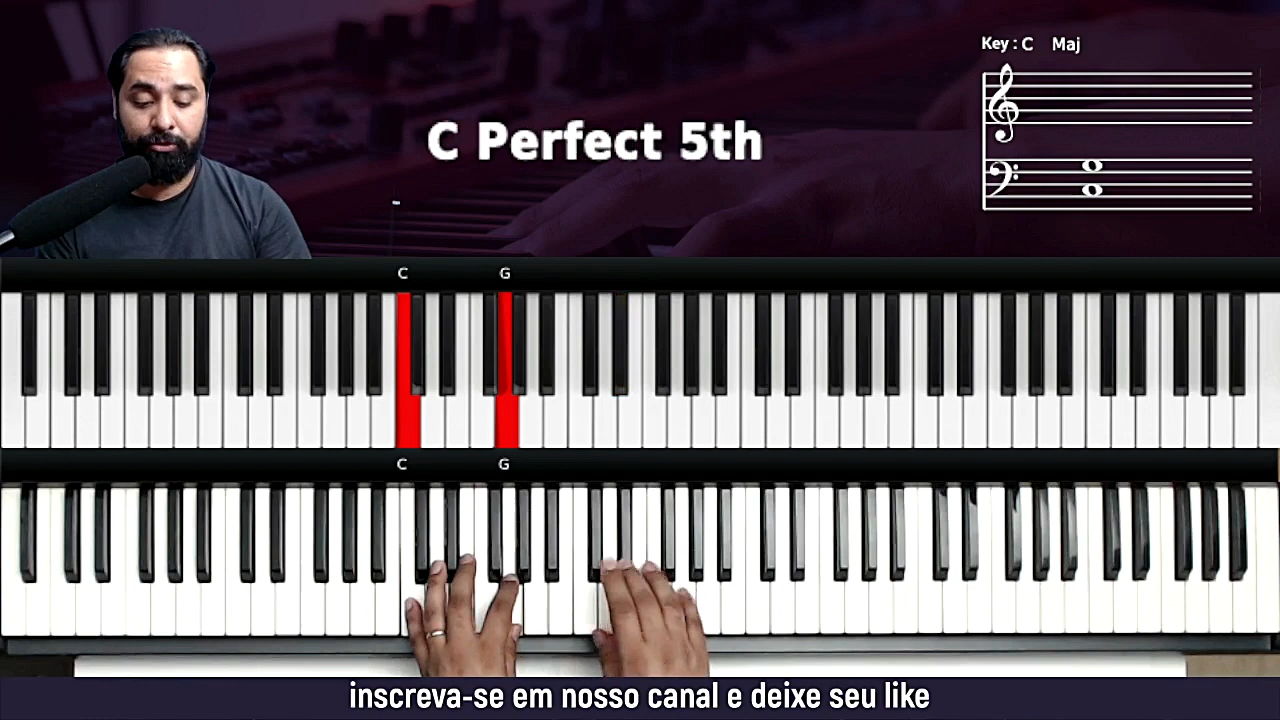 Key : C Maj
C Perfect 5th
C G
C G
inscreva-se em nosso canal e deixe seu like